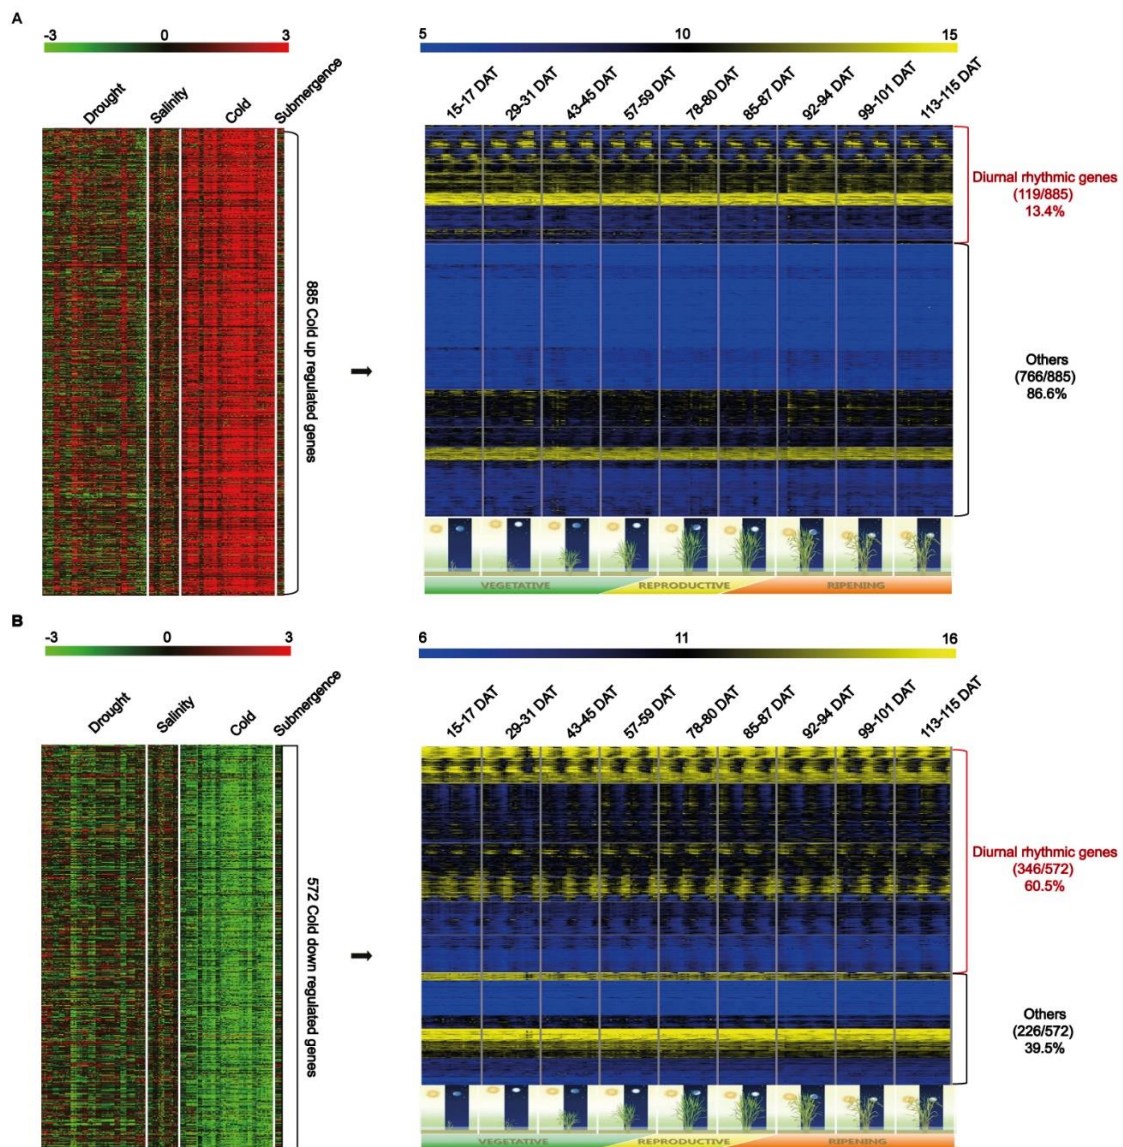 A
-3 0 3
5 10 15
Drought Salinity Cold Submergence
15-17 DAT 29-31 DAT 43-45 DAT 57-59 DAT 78-80 DAT 85-87 DAT 92-94 DAT 99-101 DAT 113-115 DAT
885 Cold up regulated genes
Diurnal rhythmic genes
(119/885)
13.4%
Others
(766/885)
86.6%
VEGETATIVE REPRODUCTIVE RIPENING
B
-3 0 3
6 11 16
Drought Salinity Cold Submergence
15-17 DAT 29-31 DAT 43-45 DAT 57-59 DAT 78-80 DAT 85-87 DAT 92-94 DAT 99-101 DAT 113-115 DAT
572 Cold down regulated genes
Diurnal rhythmic genes
(346/572)
60.5%
Others
(226/572)
39.5%
VEGETATIVE REPRODUCTIVE RIPENING